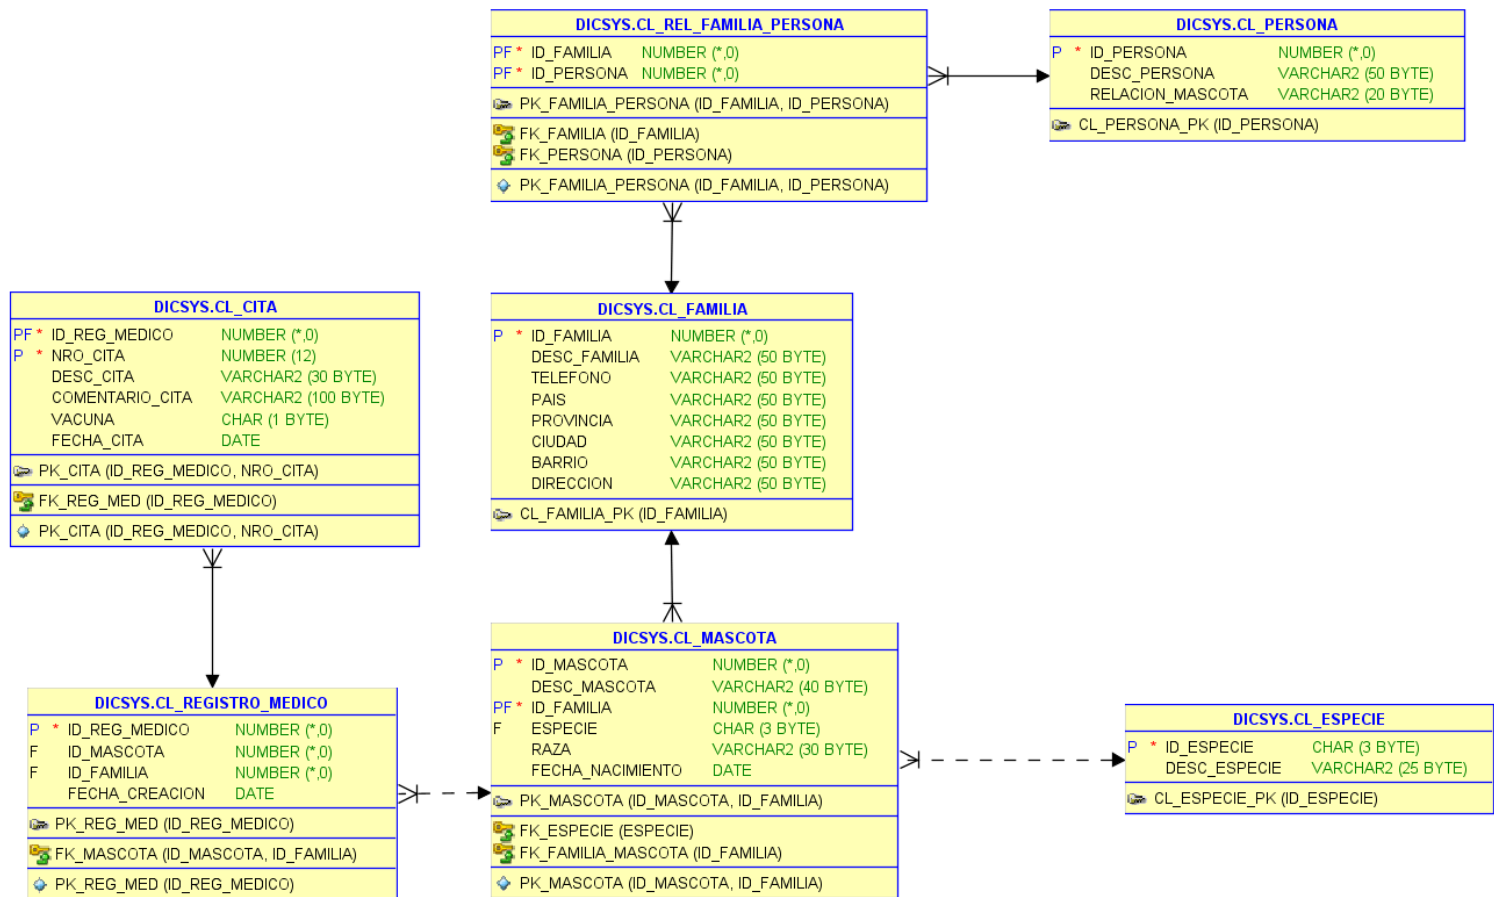 DICSYS.CL_REL_FAMILIA_PERSONA
PF * ID_FAMILIA NUMBER (*,0)
PF * ID_PERSONA NUMBER (*,0)
PK_FAMILIA_PERSONA (ID_FAMILIA, ID_PERSONA)
FK_FAMILIA (ID_FAMILIA)
FK_PERSONA (ID_PERSONA)
PK_FAMILIA_PERSONA (ID_FAMILIA, ID_PERSONA)
DICSYS.CL_PERSONA
P * ID_PERSONA NUMBER (*,0)
DESC_PERSONA VARCHAR2 (50 BYTE)
RELACION_MASCOTA VARCHAR2 (20 BYTE)
CL_PERSONA_PK (ID_PERSONA)
DICSYS.CL_CITA
PF * ID_REG_MEDICO NUMBER (*,0)
P * NRO_CITA NUMBER (12)
DESC_CITA VARCHAR2 (30 BYTE)
COMENTARIO_CITA VARCHAR2 (100 BYTE)
VACUNA CHAR (1 BYTE)
FECHA_CITA DATE
PK_CITA (ID_REG_MEDICO, NRO_CITA)
FK_REG_MED (ID_REG_MEDICO)
PK_CITA (ID_REG_MEDICO, NRO_CITA)
DICSYS.CL_FAMILIA
P * ID_FAMILIA NUMBER (*,0)
DESC_FAMILIA VARCHAR2 (50 BYTE)
TELEFONO VARCHAR2 (50 BYTE)
PAIS VARCHAR2 (50 BYTE)
PROVINCIA VARCHAR2 (50 BYTE)
CIUDAD VARCHAR2 (50 BYTE)
BARRIO VARCHAR2 (50 BYTE)
DIRECCION VARCHAR2 (50 BYTE)
CL_FAMILIA_PK (ID_FAMILIA)
DICSYS.CL_REGISTRO_MEDICO
P * ID_REG_MEDICO NUMBER (*,0)
F ID_MASCOTA NUMBER (*,0)
F ID_FAMILIA NUMBER (*,0)
FECHA_CREACION DATE
PK_REG_MED (ID_REG_MEDICO)
FK_MASCOTA (ID_MASCOTA, ID_FAMILIA)
PK_REG_MED (ID_REG_MEDICO)
DICSYS.CL_MASCOTA
P * ID_MASCOTA NUMBER (*,0)
DESC_MASCOTA VARCHAR2 (40 BYTE)
PF * ID_FAMILIA NUMBER (*,0)
F ESPECIE CHAR (3 BYTE)
RAZA VARCHAR2 (30 BYTE)
FECHA_NACIMIENTO DATE
PK_MASCOTA (ID_MASCOTA, ID_FAMILIA)
FK_ESPECIE (ESPECIE)
FK_FAMILIA_MASCOTA (ID_FAMILIA)
PK_MASCOTA (ID_MASCOTA, ID_FAMILIA)
DICSYS.CL_ESPECIE
P * ID_ESPECIE CHAR (3 BYTE)
DESC_ESPECIE VARCHAR2 (25 BYTE)
CL_ESPECIE_PK (ID_ESPECIE)